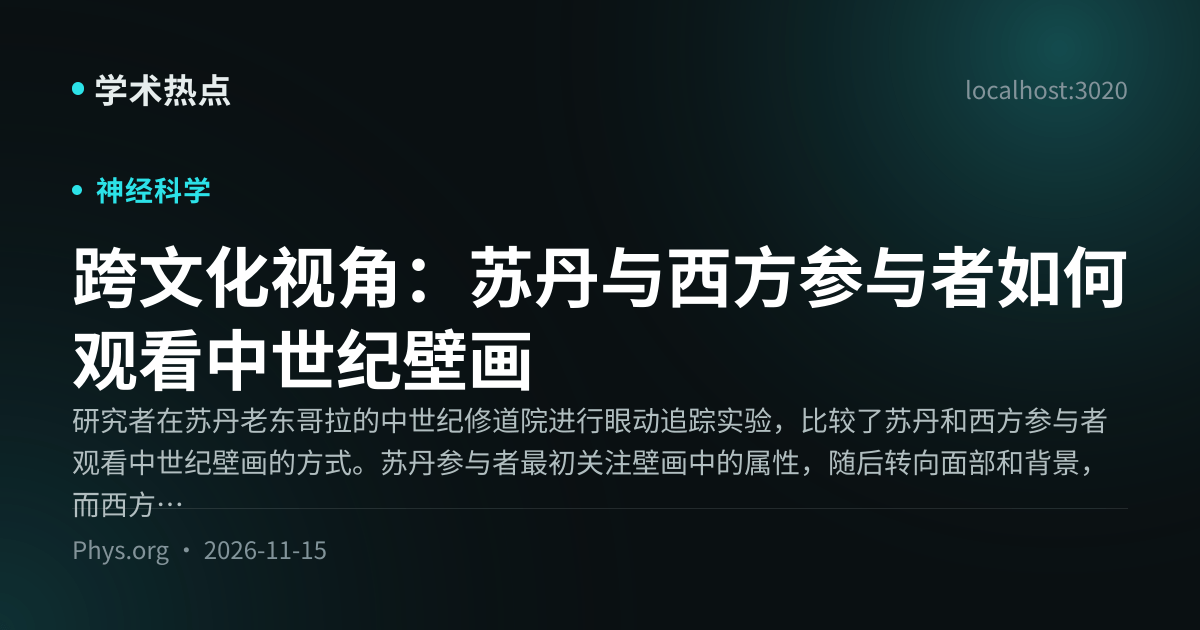 学术热点
localhost:3020
神经科学
跨文化视角：苏丹与西方参与者如何
观看中世纪壁画
研究者在苏丹老东哥拉的中世纪修道院进行眼动追踪实验，比较了苏丹和西方参与者
观看中世纪壁画的方式。苏丹参与者最初关注壁画中的属性，随后转向面部和背景，
而西方…
Phys.org • 2026-11-15